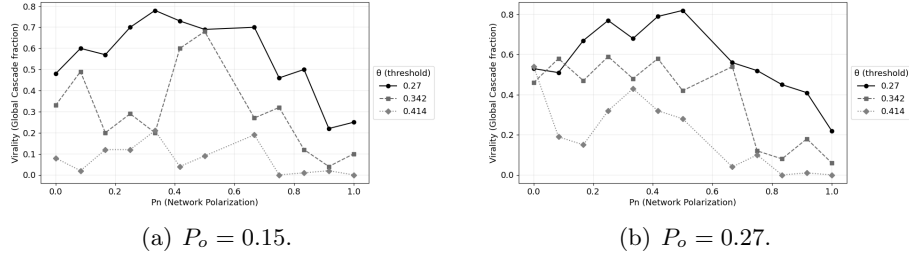 0.8
0.7
0.6
0.5
0.4
0.3
0.2
0.1
0.0
Virality (Global Cascade fraction)
0.0 0.2 0.4 0.6 0.8 1.0
Pn (Network Polarization)
θ (threshold)
0.27
0.342
0.414
(a) Pₒ = 0.15.
0.8
0.6
0.4
0.2
0.0
Virality (Global Cascade fraction)
0.0 0.2 0.4 0.6 0.8 1.0
Pn (Network Polarization)
θ (threshold)
0.27
0.342
0.414
(b) Pₒ = 0.27.